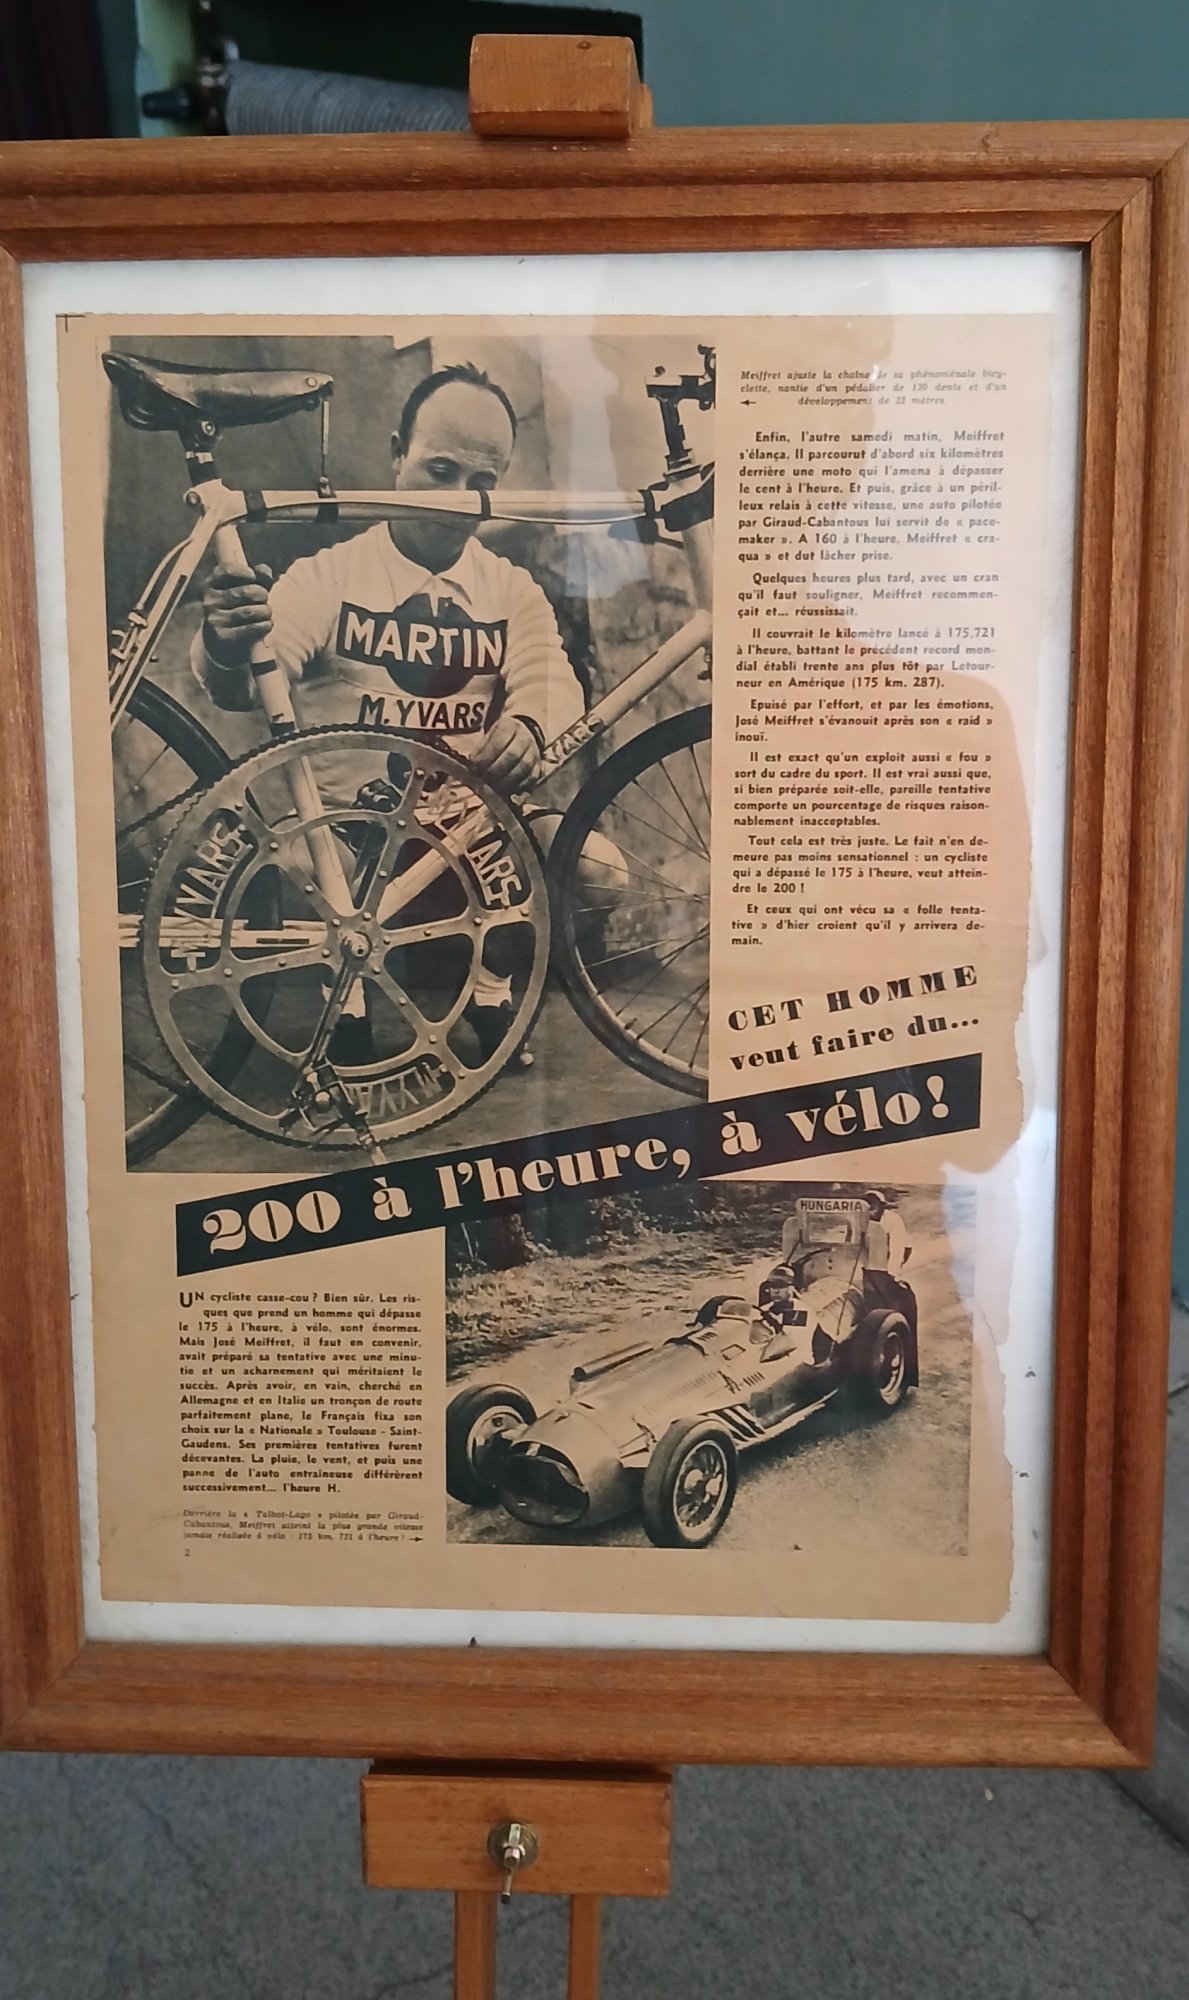 MARTIN
M. YVARS
YVARS
M.YVARS
M.YVARS
M.YVARS
Meiffret ajuste la chaîne de sa phénoménale bicy-
clette, nantie d'un pédalier de 130 dents et d'un
développement de 22 mètres.
Enfin, l'autre samedi matin, Meiffret
s'élança. Il parcourut d'abord six kilomètres
derrière une moto qui l'amena à dépasser
le cent à l'heure. Et puis, grâce à un péril-
leux relais à cette vitesse, une auto pilotée
par Giraud-Cabantous lui servit de « pace-
maker ». A 160 à l'heure, Meiffret « cra-
qua » et dut lâcher prise.
Quelques heures plus tard, avec un cran
qu'il faut souligner, Meiffret recommen-
çait et... réussissait.
Il couvrait le kilomètre lancé à 175,721
à l'heure, battant le précédent record mon-
dial établi trente ans plus tôt par Letour-
neur en Amérique (175 km. 287).
Epuisé par l'effort, et par les émotions,
José Meiffret s'évanouit après son « raid »
inouï.
Il est exact qu'un exploit aussi « fou »
sort du cadre du sport. Il est vrai aussi que,
si bien préparée soit-elle, pareille tentative
comporte un pourcentage de risques raison-
nablement inacceptables.
Tout cela est très juste. Le fait n'en de-
meure pas moins sensationnel : un cycliste
qui a dépassé le 175 à l'heure, veut attein-
dre le 200 !
Et ceux qui ont vécu sa « folle tenta-
tive » d'hier croient qu'il y arrivera de-
main.
CET HOMME
veut faire du...
200 à l'heure, à vélo!
HUNGARIA
UN cycliste casse-cou ? Bien sûr. Les ris-
ques que prend un homme qui dépasse
le 175 à l'heure, à vélo, sont énormes.
Mais José Meiffret, il faut en convenir,
avait préparé sa tentative avec une minu-
tie et un acharnement qui méritaient le
succès. Après avoir, en vain, cherché en
Allemagne et en Italie un tronçon de route
parfaitement plane, le Français fixa son
choix sur la « Nationale » Toulouse - Saint-
Gaudens. Ses premières tentatives furent
décevantes. La pluie, le vent, et puis une
panne de l'auto entraîneuse différèrent
successivement... l'heure H.
Derrière la « Talbot-Lago » pilotée par Giraud-
Cabantous, Meiffret atteint la plus grande vitesse
jamais réalisée à vélo : 175 km. 721 à l'heure !
2